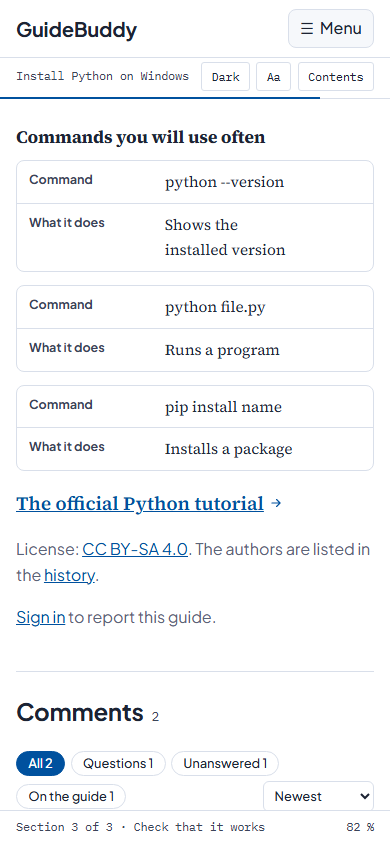 GuideBuddy
☰ Menu
Install Python on Windows
Dark
Aa
Contents
Commands you will use often
Command
python --version
What it does
Shows the
installed version
Command
python file.py
What it does
Runs a program
Command
pip install name
What it does
Installs a package
The official Python tutorial →
License: CC BY-SA 4.0. The authors are listed in
the history.
Sign in to report this guide.
Comments 2
All 2
Questions 1
Unanswered 1
On the guide 1
Newest
Section 3 of 3 · Check that it works
82 %